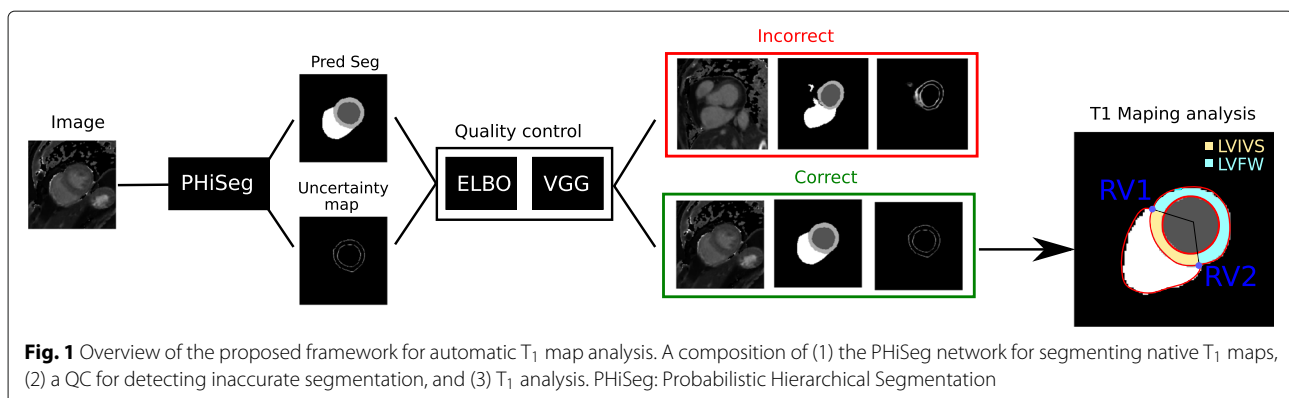 Incorrect
Pred Seg
Image
Quality control
T1 Maping analysis
LVIVS
LVFW
PHiSeg
ELBO
VGG
Correct
Uncertainty
map
RV1
RV2
Fig. 1 Overview of the proposed framework for automatic T₁ map analysis. A composition of (1) the PHiSeg network for segmenting native T₁ maps,
(2) a QC for detecting inaccurate segmentation, and (3) T₁ analysis. PHiSeg: Probabilistic Hierarchical Segmentation